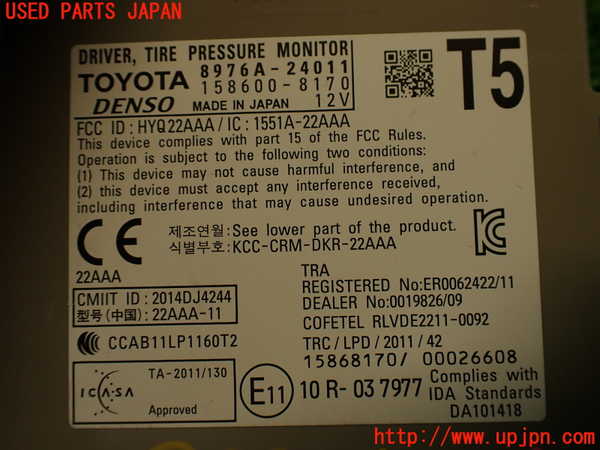 USED PARTS JAPAN
DRIVER, TIRE PRESSURE MONITOR
TOYOTA 8976A-24011
158600-8170
DENSO MADE IN JAPAN 12V
T5
FCC ID : HYQ22AAA / IC : 1551A-22AAA
This device complies with part 15 of the FCC Rules.
Operation is subject to the following two conditions:
(1) This device may not cause harmful interference, and
(2) this device must accept any interference received,
including interference that may cause undesired operation.
CE
제조연월: See lower part of the product.
식별부호: KCC-CRM-DKR-22AAA
22AAA
CMIIT ID : 2014DJ4244
型号(中国) : 22AAA-11
CCAB11LP1160T2
TRA
REGISTERED No:ER0062422/11
DEALER No:0019826/09
COFETEL RLVDE2211-0092
TRC / LPD / 2011 / 42
15868170/ 00026608
ICASA
TA-2011/130
Approved
E11 10 R-03 7977
Complies with
IDA Standards
DA101418
http://www.upjpn.com